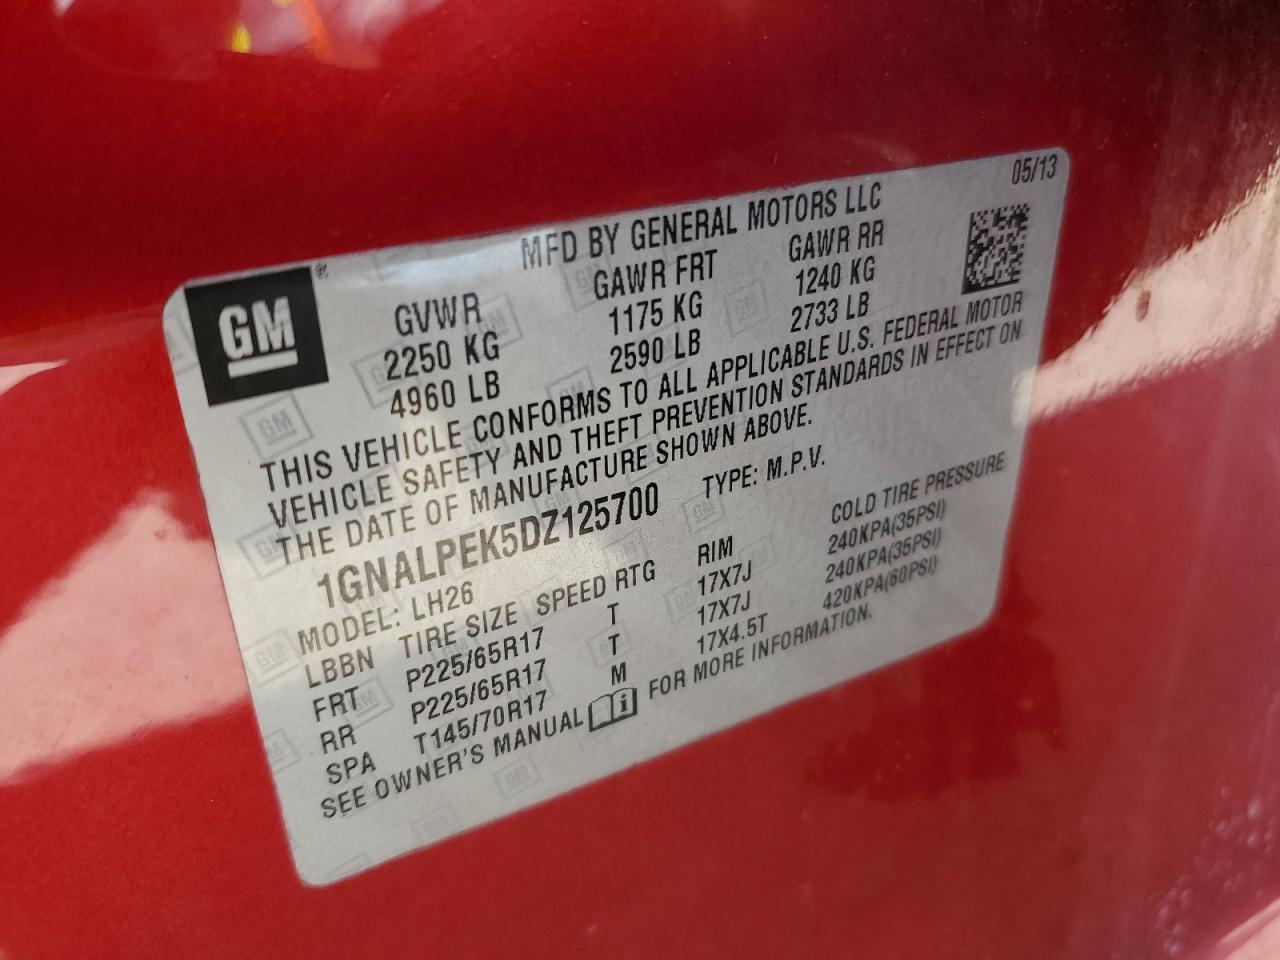 05/13
MFD BY GENERAL MOTORS LLC
GM ®
GVWR GAWR FRT GAWR RR
2250 KG 1175 KG 1240 KG
4960 LB 2590 LB 2733 LB
THIS VEHICLE CONFORMS TO ALL APPLICABLE U.S. FEDERAL MOTOR
VEHICLE SAFETY AND THEFT PREVENTION STANDARDS IN EFFECT ON
THE DATE OF MANUFACTURE SHOWN ABOVE.
1GNALPEK5DZ125700 TYPE: M.P.V.
MODEL: LH26
LBBN TIRE SIZE SPEED RTG RIM COLD TIRE PRESSURE
FRT P225/65R17 T 17X7J 240KPA(35PSI)
RR P225/65R17 T 17X7J 240KPA(35PSI)
SPA T145/70R17 M 17X4.5T 420KPA(60PSI)
SEE OWNER'S MANUAL i FOR MORE INFORMATION.